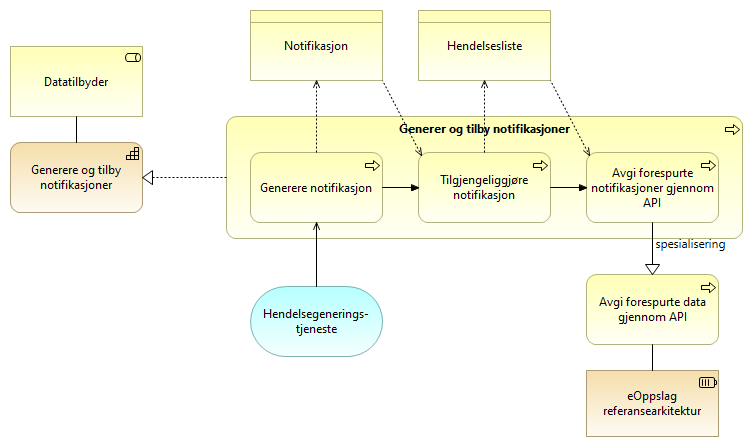 Notifikasjon
Hendelsesliste
Datatilbyder
Generer og tilby notifikasjoner
Generere og tilby
notifikasjoner
Generere notifikasjon
Tilgjengeliggjøre
notifikasjon
Avgi forespurte
notifikasjoner gjennom
API
spesialisering
Hendelsegenerings-
tjeneste
Avgi forespurte data
gjennom API
eOppslag
referansearkitektur